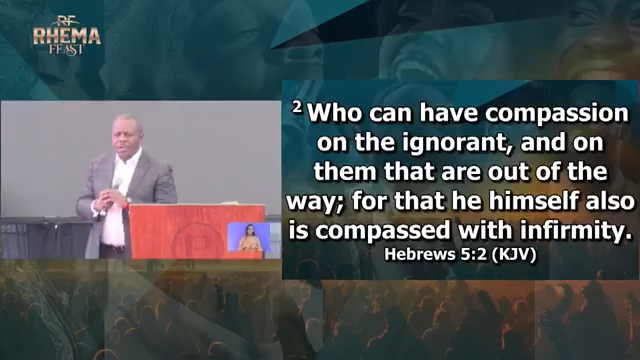 RF
RHEMA
FEAST
2 Who can have compassion
on the ignorant, and on
them that are out of the
way; for that he himself also
is compassed with infirmity.
Hebrews 5:2 (KJV)